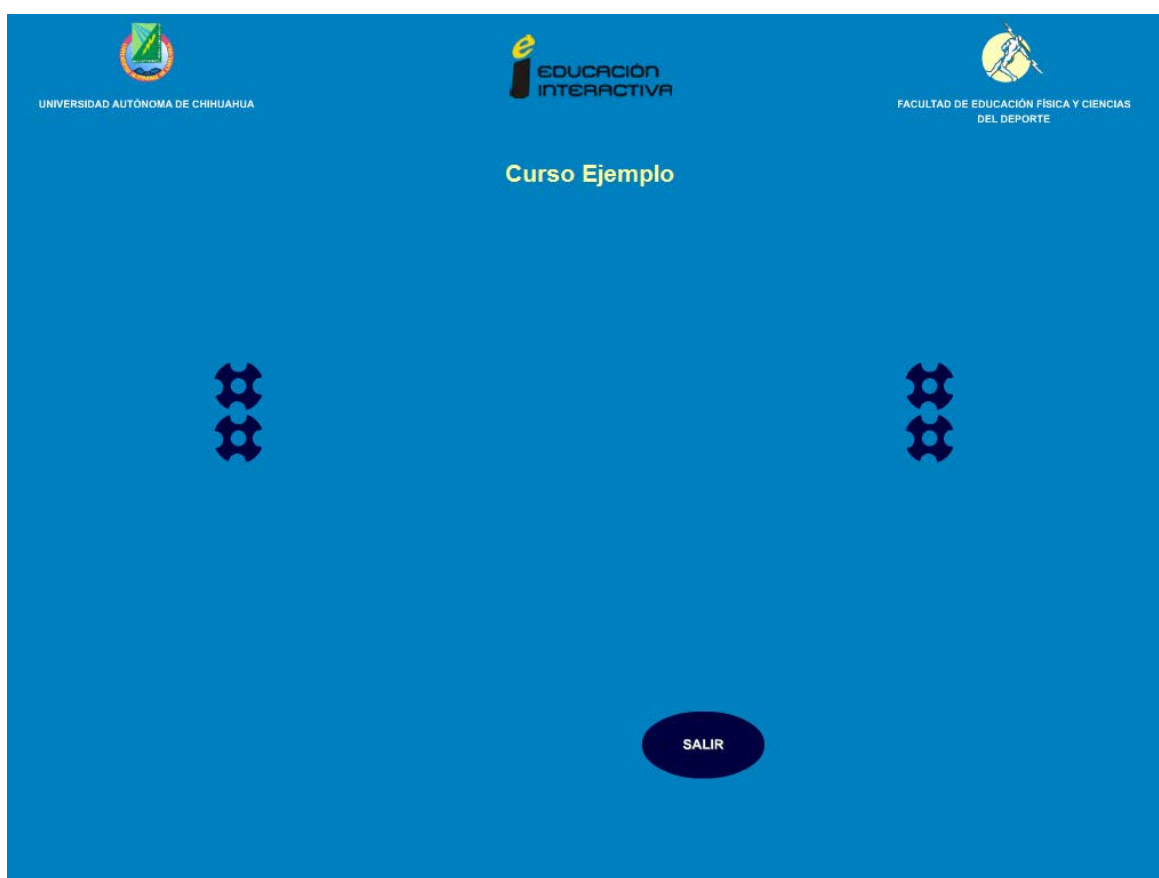 UNIVERSIDAD AUTÓNOMA DE CHIHUAHUA
EDUCACIÓN
INTERACTIVA
FACULTAD DE EDUCACIÓN FÍSICA Y CIENCIAS
DEL DEPORTE
Curso Ejemplo
SALIR